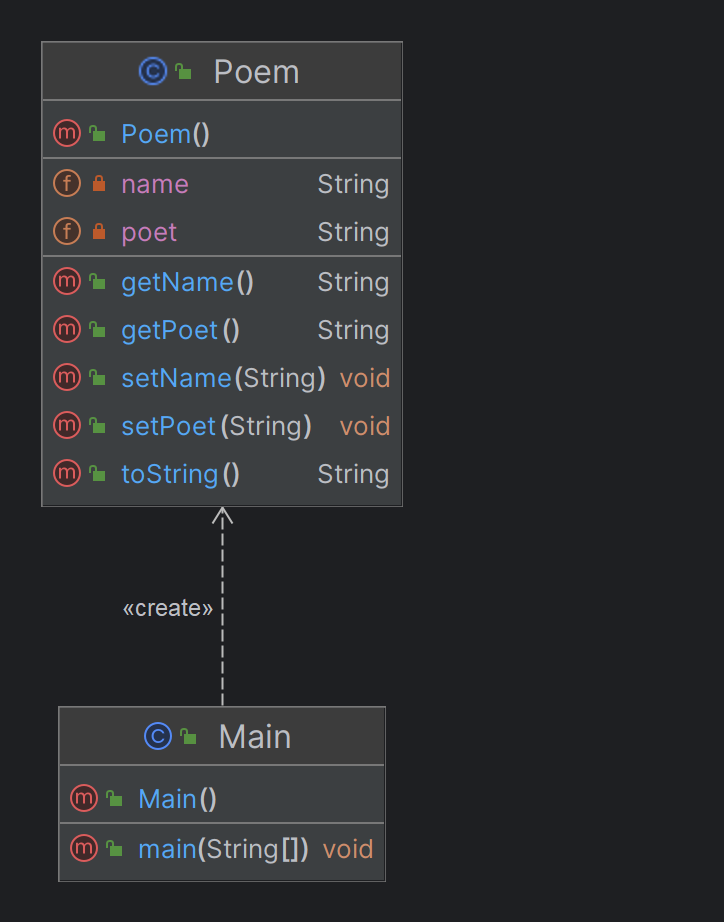 Poem
Poem()
name String
poet String
getName() String
getPoet() String
setName(String) void
setPoet(String) void
toString() String
«create»
Main
Main()
main(String[]) void